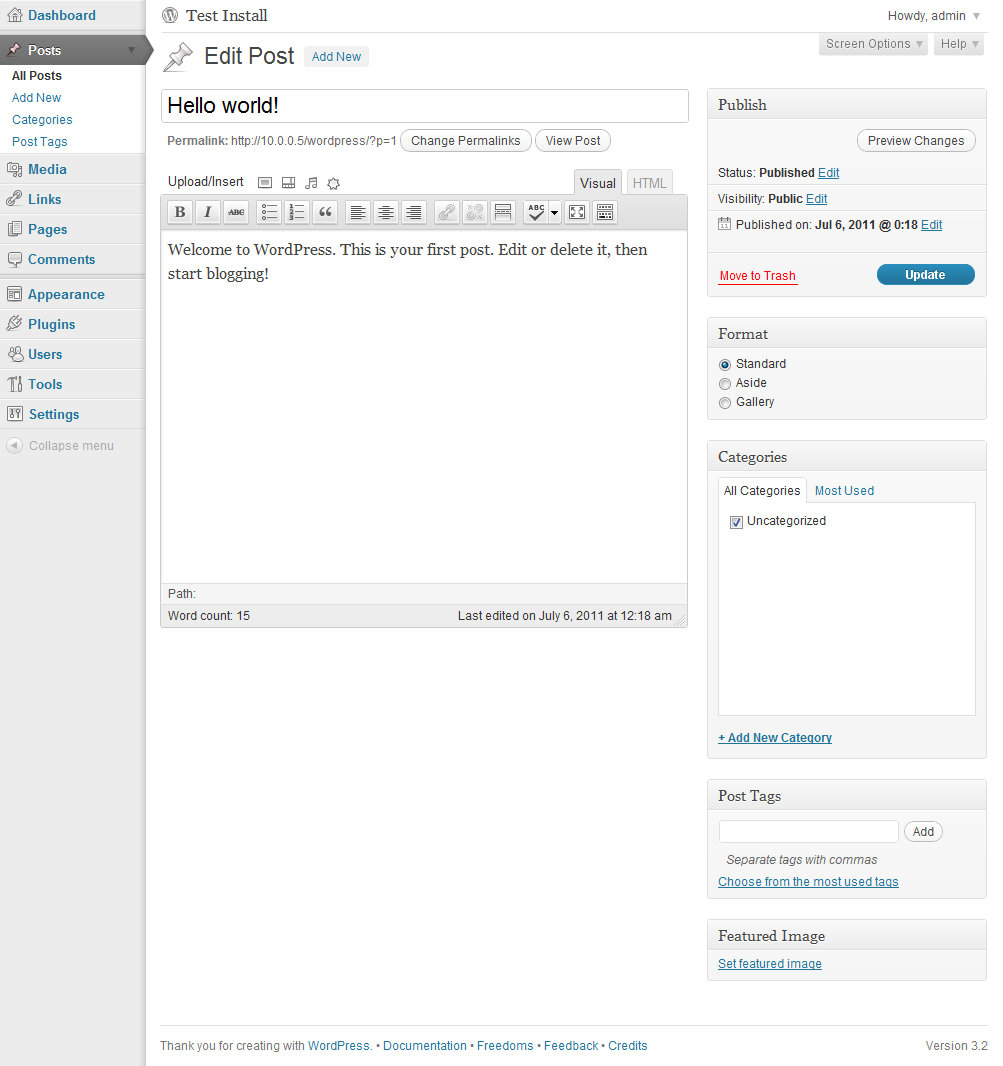 Dashboard
Posts
All Posts
Add New
Categories
Post Tags
Media
Links
Pages
Comments
Appearance
Plugins
Users
Tools
Settings
Collapse menu
Test Install
Howdy, admin
Screen Options
Help
Edit Post
Add New
Hello world!
Permalink: http://10.0.0.5/wordpress/?p=1 Change Permalinks View Post
Upload/Insert
Visual
HTML
B I ABC ABC
Welcome to WordPress. This is your first post. Edit or delete it, then
start blogging!
Path:
Word count: 15
Last edited on July 6, 2011 at 12:18 am
Publish
Preview Changes
Status: Published Edit
Visibility: Public Edit
Published on: Jul 6, 2011 @ 0:18 Edit
Move to Trash
Update
Format
Standard
Aside
Gallery
Categories
All Categories
Most Used
Uncategorized
+ Add New Category
Post Tags
Add
Separate tags with commas
Choose from the most used tags
Featured Image
Set featured image
Thank you for creating with WordPress. • Documentation • Freedoms • Feedback • Credits
Version 3.2